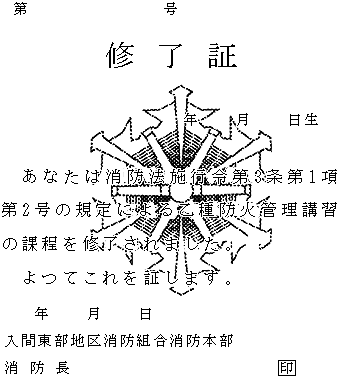 第　　　　　　　号
修了証
年　　月　　日生
あなたは消防法施行令第3条第1項
第2号の規定による乙種防火管理講習
の課程を修了されました。
よつてこれを証します。
年　　月　　日
入間東部地区消防組合消防本部
消防長　　　　　　　　　　印